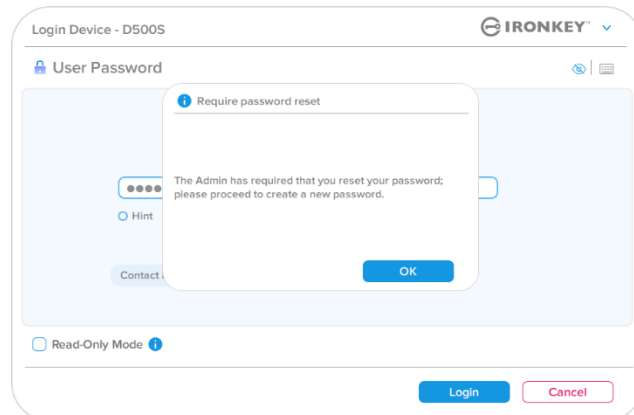 Login Device - D500S
IRONKEY™
User Password
Require password reset
The Admin has required that you reset your password;
please proceed to create a new password.
Hint
Contact
OK
Read-Only Mode
Login
Cancel